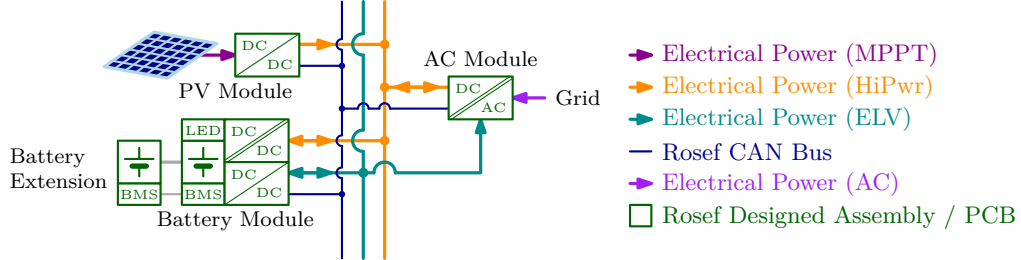 DC
DC
PV Module
AC Module
DC
AC
Grid
LED
DC
DC
Battery
Extension
BMS
BMS
DC
DC
Battery Module
Electrical Power (MPPT)
Electrical Power (HiPwr)
Electrical Power (ELV)
Rosef CAN Bus
Electrical Power (AC)
Rosef Designed Assembly / PCB